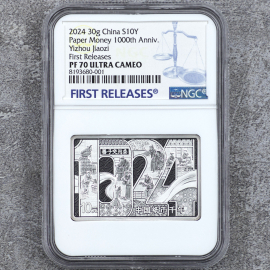 2024 30g China S10Y
Paper Money 1000th Anniv.
Yizhou Jiaozi
First Releases
PF 70 ULTRA CAMEO
8193680-001
NGC
FIRST RELEASES
1024